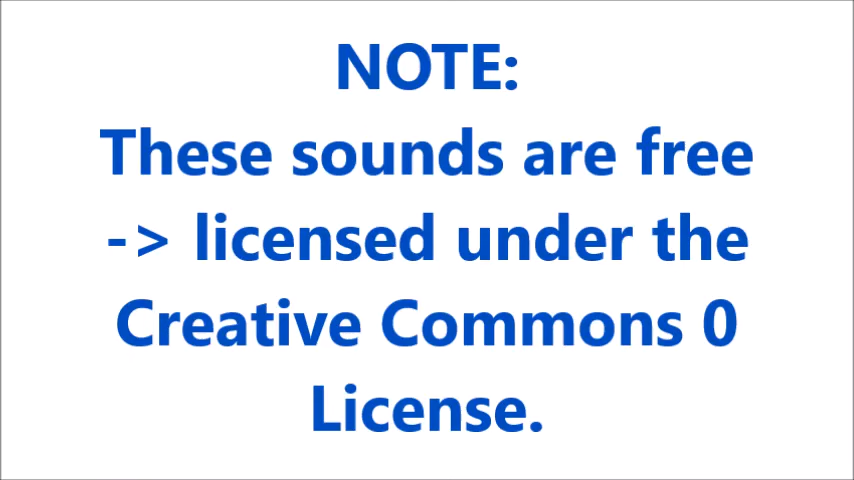 NOTE:
These sounds are free
-> licensed under the
Creative Commons 0
License.